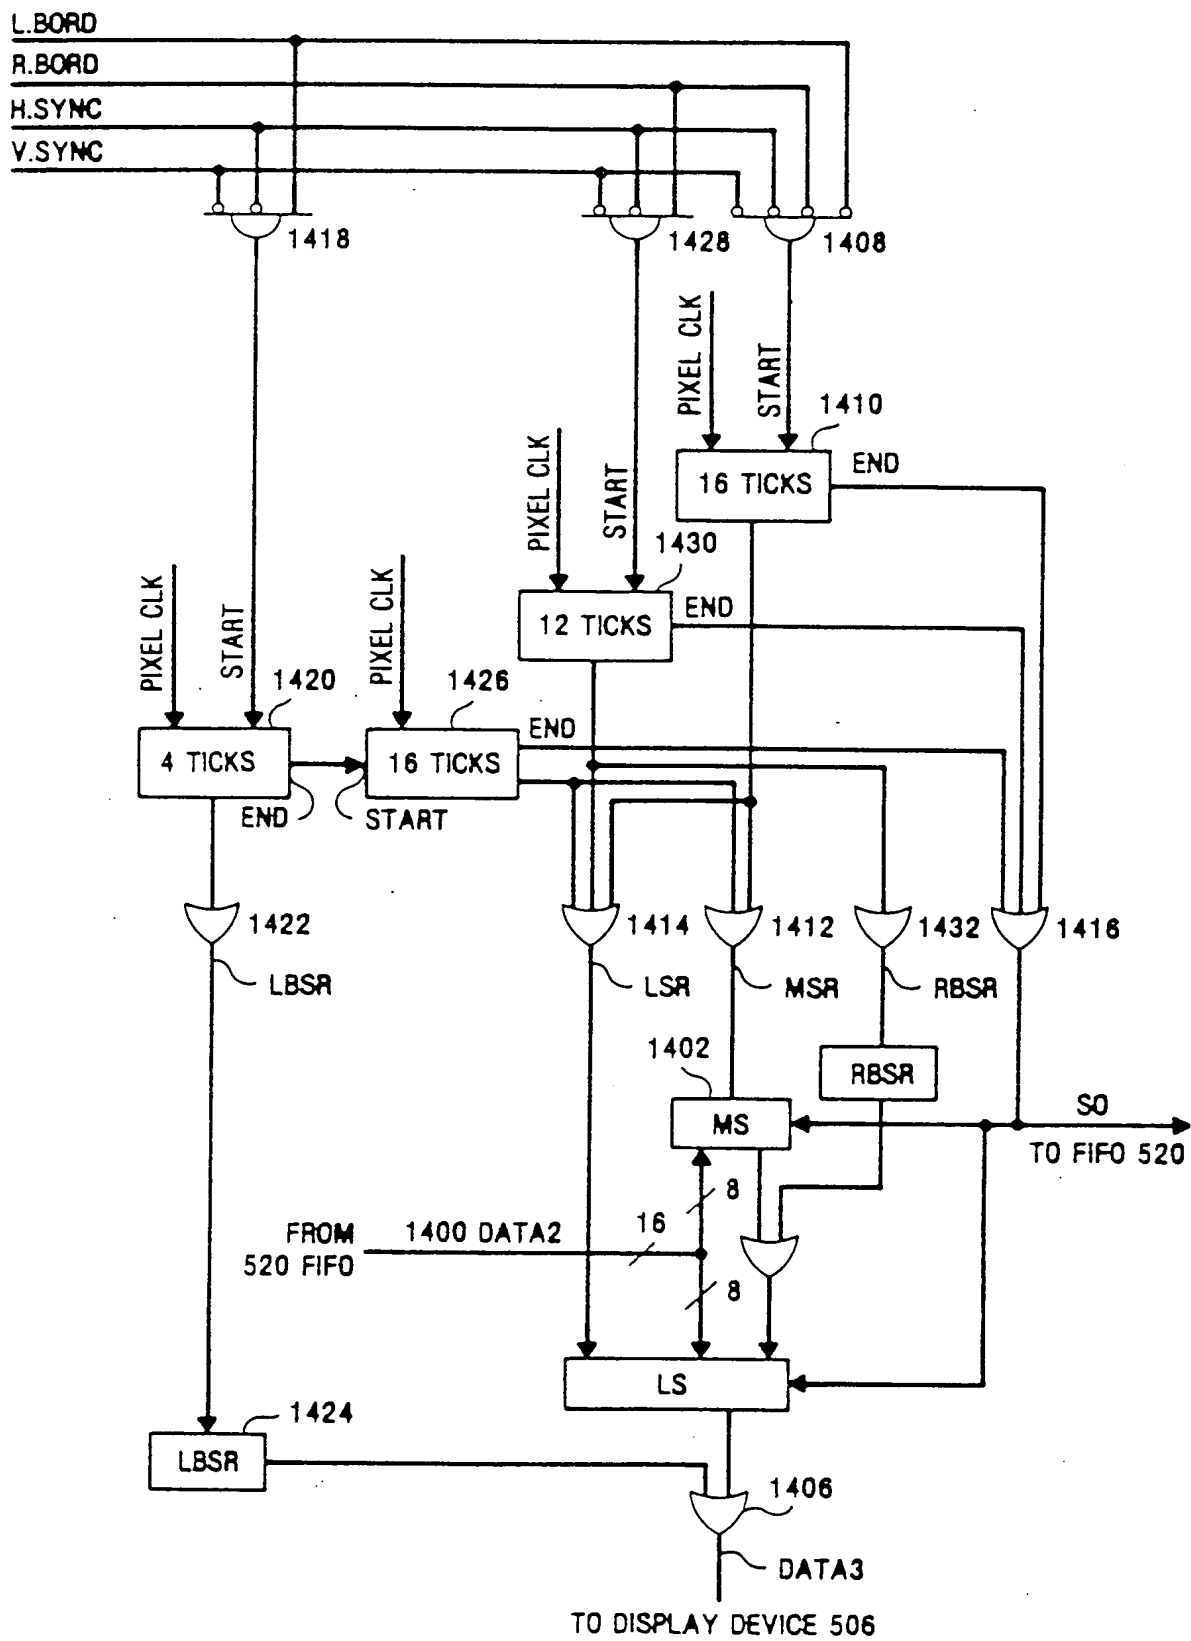 L.BORD
R.BORD
H.SYNC
V.SYNC
1418
1428
1408
PIXEL CLK
START
1410
16 TICKS
END
PIXEL CLK
START
1430
12 TICKS
END
PIXEL CLK
START
1420
4 TICKS
END
PIXEL CLK
1426
16 TICKS
START
END
1422
LBSR
1414
LSR
1412
MSR
1432
RBSR
1416
1402
MS
RBSR
SO
TO FIFO 520
FROM
520 FIFO
1400 DATA2
16
8
8
LS
1424
LBSR
1406
DATA3
TO DISPLAY DEVICE 506